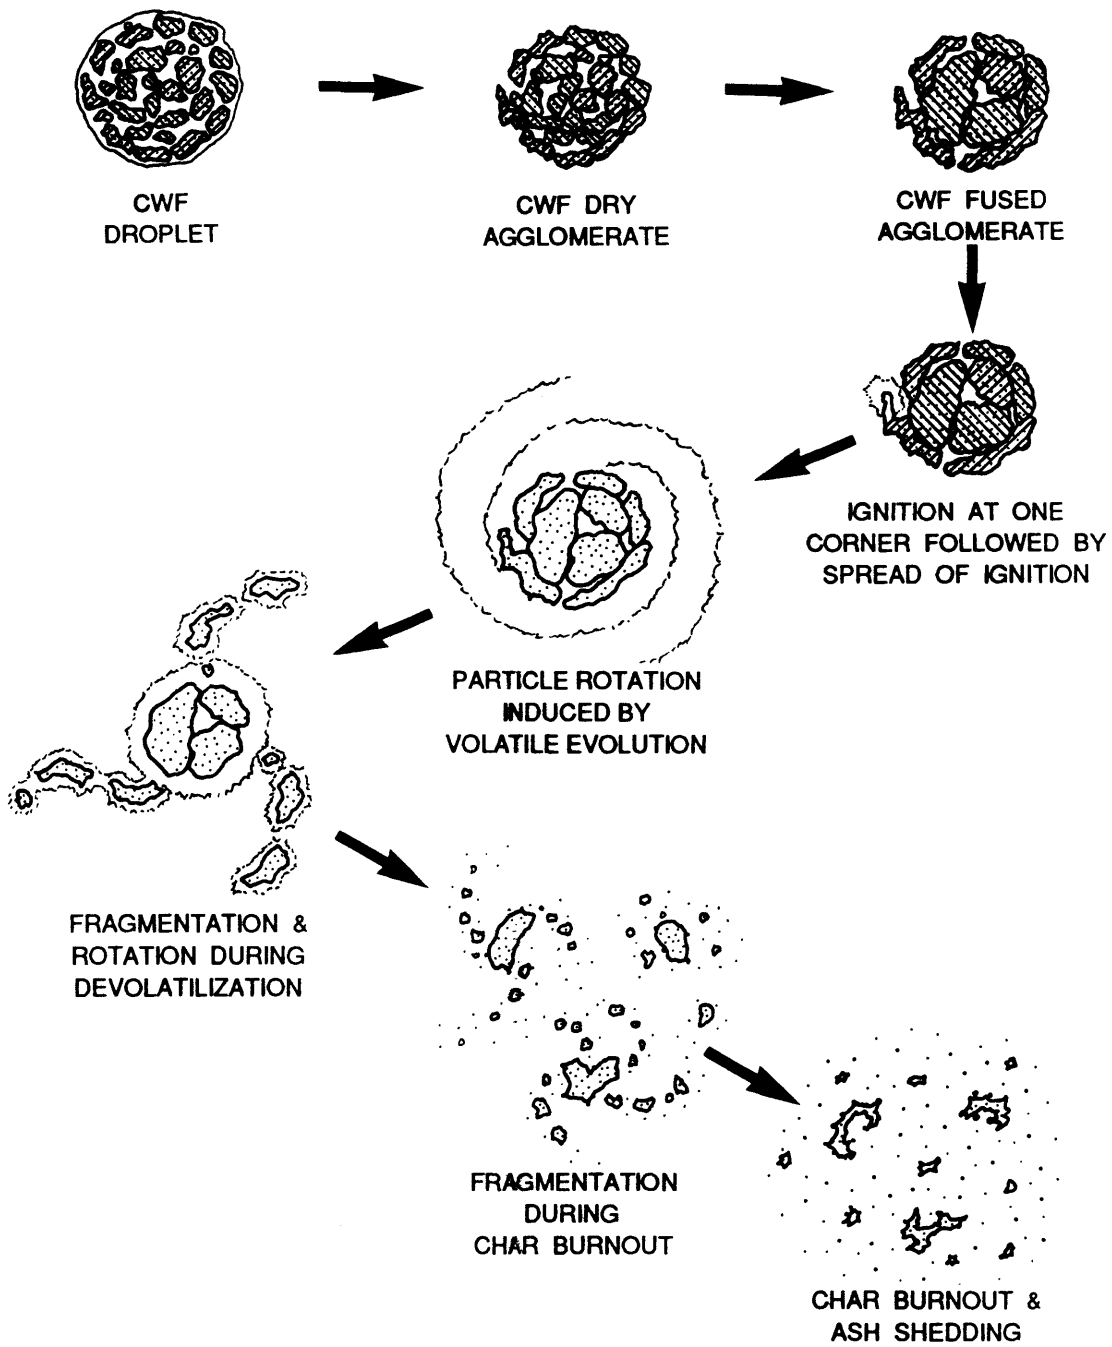 CWF
DROPLET
CWF DRY
AGGLOMERATE
CWF FUSED
AGGLOMERATE
IGNITION AT ONE
CORNER FOLLOWED BY
SPREAD OF IGNITION
PARTICLE ROTATION
INDUCED BY
VOLATILE EVOLUTION
FRAGMENTATION &
ROTATION DURING
DEVOLATILIZATION
FRAGMENTATION
DURING
CHAR BURNOUT
CHAR BURNOUT &
ASH SHEDDING